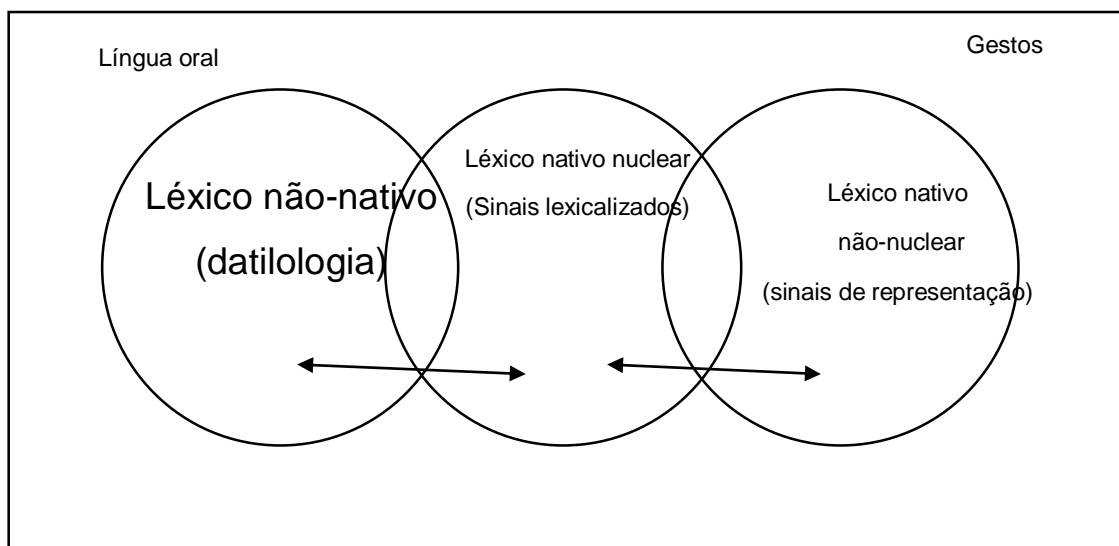 Língua oral
Gestos
Léxico não-nativo
(datilologia)
Léxico nativo nuclear
(Sinais lexicalizados)
Léxico nativo
não-nuclear
(sinais de representação)